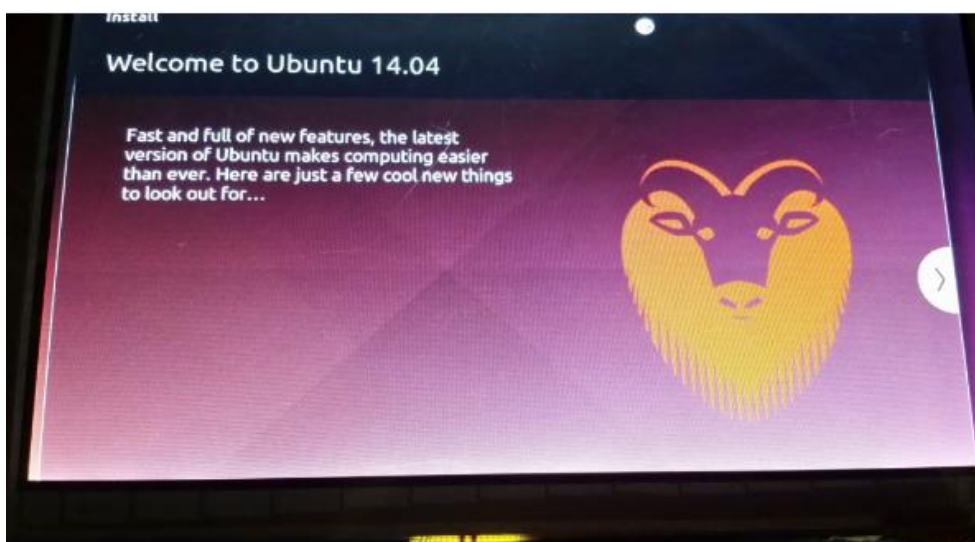 Install
Welcome to Ubuntu 14.04
Fast and full of new features, the latest
version of Ubuntu makes computing easier
than ever. Here are just a few cool new things
to look out for...